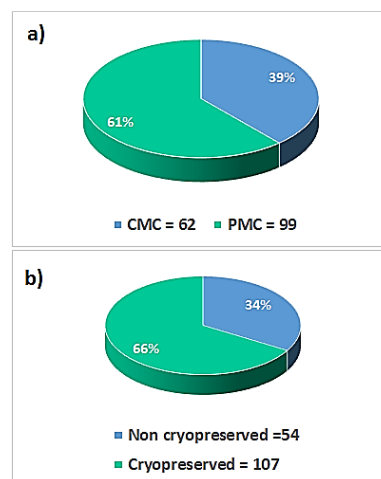 a)
39%
61%
CMC = 62 PMC = 99
b)
34%
66%
Non cryopreserved =54
Cryopreserved = 107